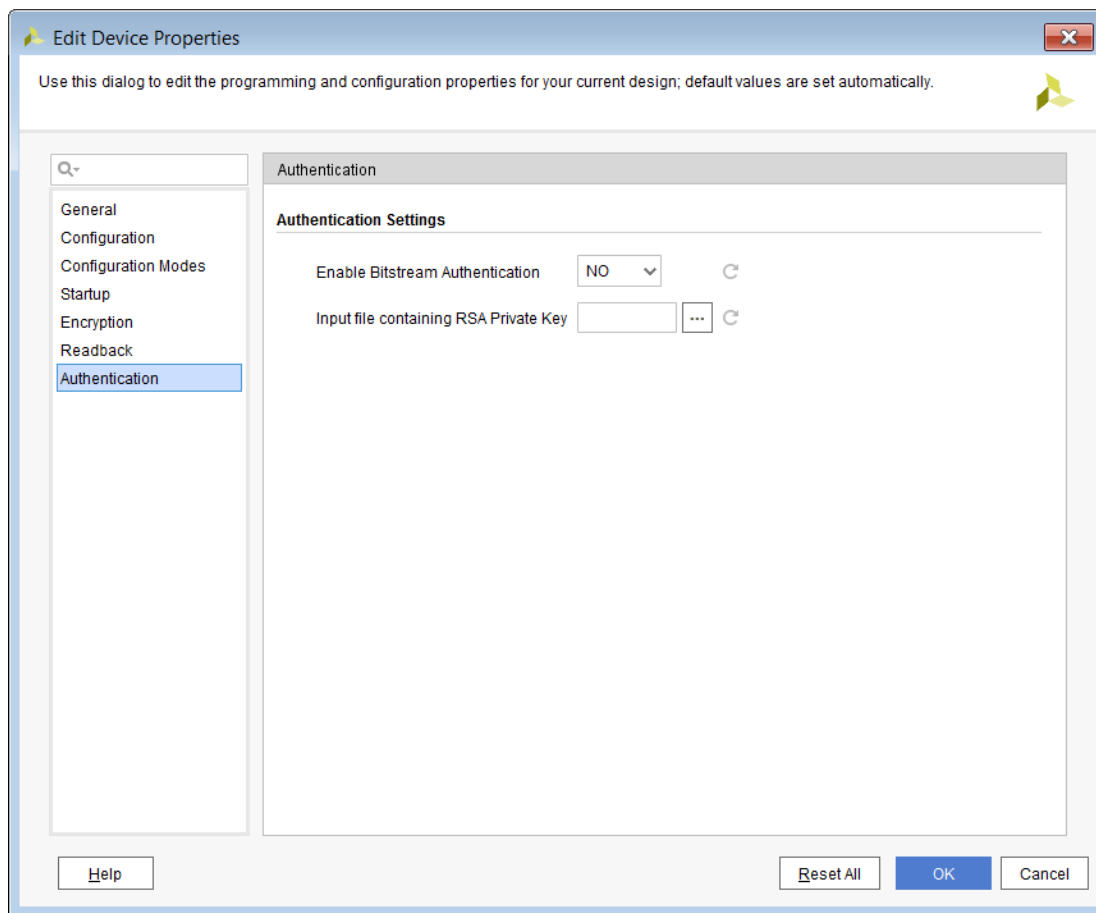 Edit Device Properties
Use this dialog to edit the programming and configuration properties for your current design; default values are set automatically.
General
Configuration
Configuration Modes
Startup
Encryption
Readback
Authentication
Authentication
Authentication Settings
Enable Bitstream Authentication NO
Input file containing RSA Private Key ...
Help Reset All OK Cancel